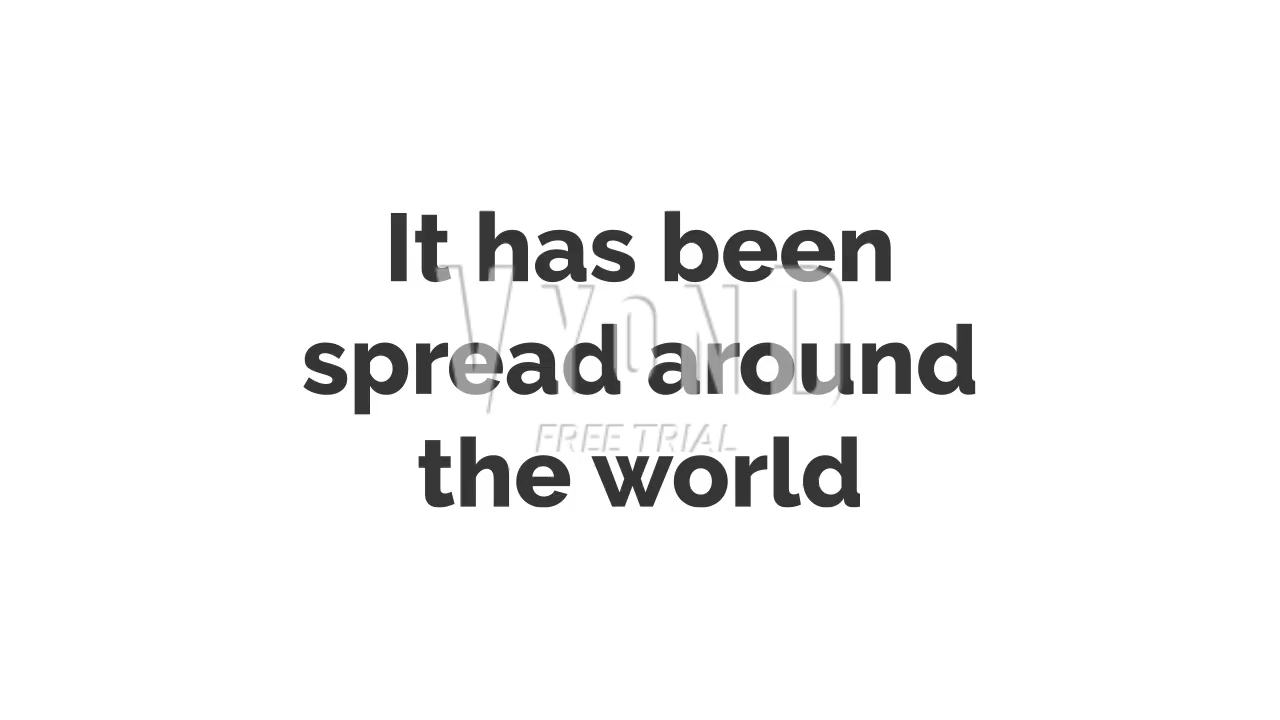 It has been
spread around
the world
VYOND
FREE TRIAL